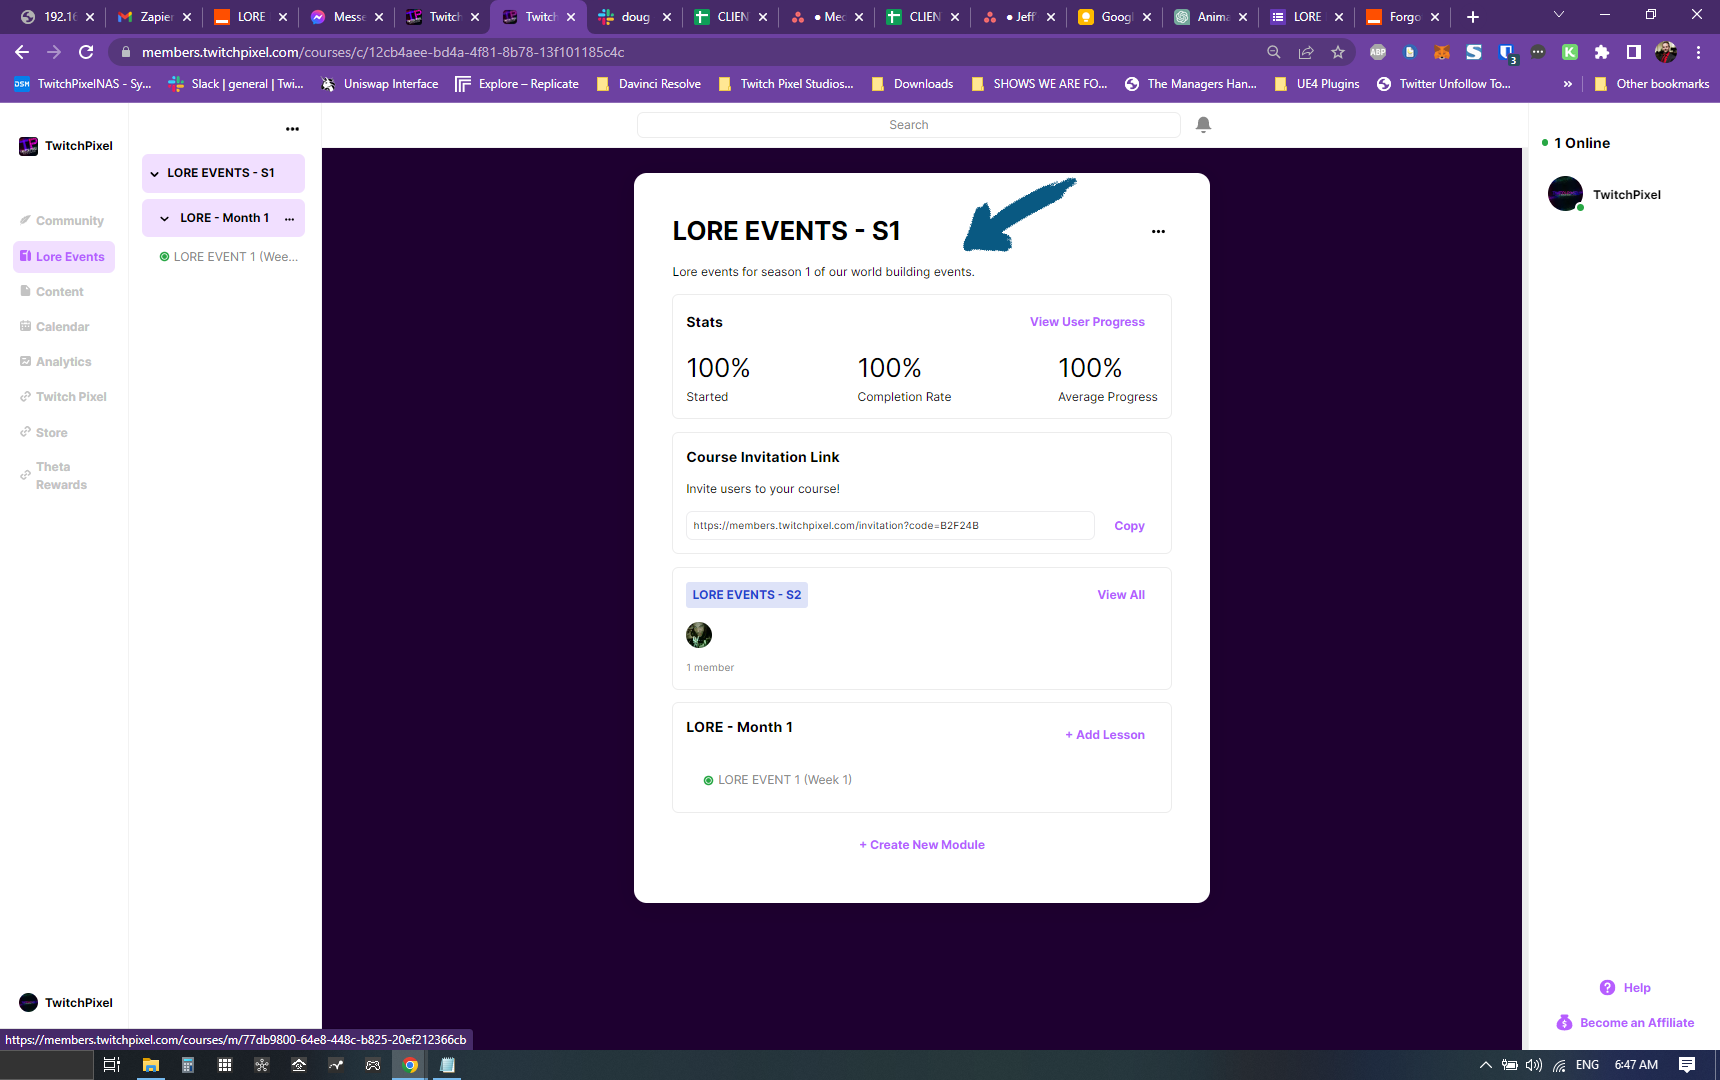 192.16
Zapier
LORE
Messe
Twitch
Twitch
doug
CLIEN
Mec
CLIEN
Jeff
Googl
Anima
LORE
Forgo
members.twitchpixel.com/courses/c/12cb4aee-bd4a-4f81-8b78-13f101185c4c
ABP
3
DSM TwitchPixelNAS - Sy...
Slack | general | Twi...
Uniswap Interface
Explore – Replicate
Davinci Resolve
Twitch Pixel Studios...
Downloads
SHOWS WE ARE FO...
The Managers Han...
UE4 Plugins
Twitter Unfollow To...
»
Other bookmarks
TwitchPixel
Community
Lore Events
Content
Calendar
Analytics
Twitch Pixel
Store
Theta
Rewards
TwitchPixel
LORE EVENTS - S1
LORE - Month 1
LORE EVENT 1 (Wee...
Search
LORE EVENTS - S1
Lore events for season 1 of our world building events.
Stats
View User Progress
100%
100%
100%
Started
Completion Rate
Average Progress
Course Invitation Link
Invite users to your course!
https://members.twitchpixel.com/invitation?code=B2F24B
Copy
LORE EVENTS - S2
View All
1 member
LORE - Month 1
+ Add Lesson
LORE EVENT 1 (Week 1)
+ Create New Module
1 Online
TwitchPixel
Help
Become an Affiliate
https://members.twitchpixel.com/courses/m/77db9800-64e8-448c-b825-20ef212366cb
ENG
6:47 AM